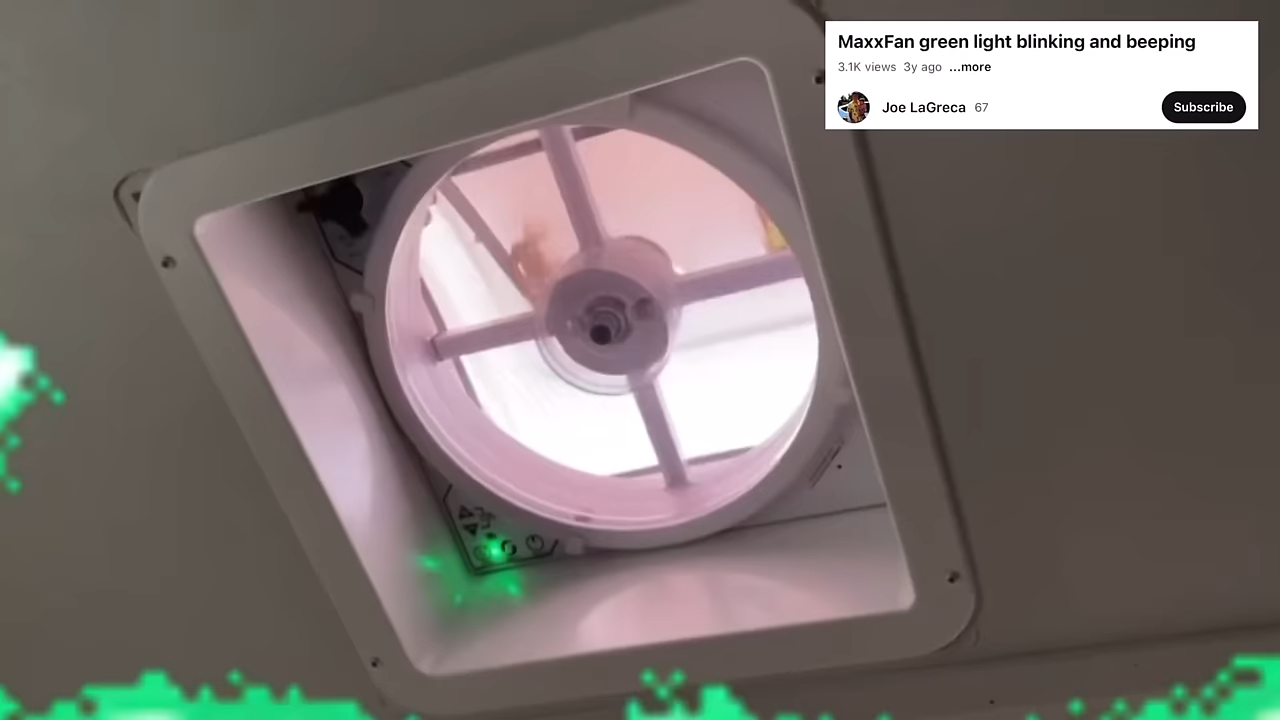 MaxxFan green light blinking and beeping
3.1K views 3y ago ...more
Joe LaGreca 67
Subscribe